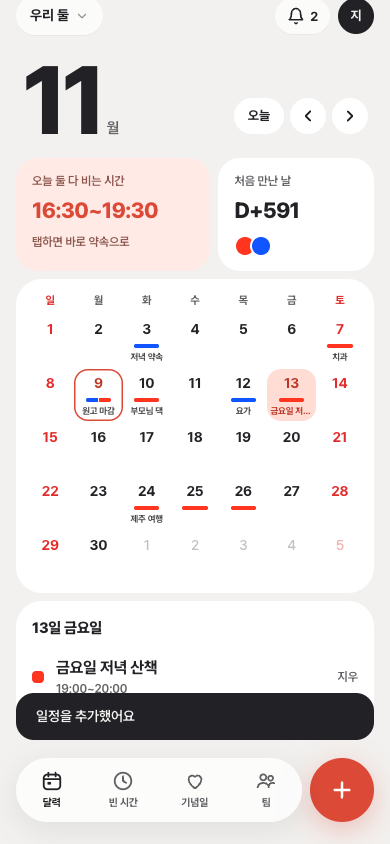 우리 둘
2
지
11월
오늘
오늘 둘 다 비는 시간
16:30~19:30
탭하면 바로 약속으로
처음 만난 날
D+591
일 월 화 수 목 금 토
1 2 3 4 5 6 7
저녁 약속 치과
8 9 10 11 12 13 14
원고 마감 부모님 댁 요가 금요일 저...
15 16 17 18 19 20 21
22 23 24 25 26 27 28
제주 여행
29 30 1 2 3 4 5
13일 금요일
금요일 저녁 산책
지우
19:00~20:00
일정을 추가했어요
달력 빈 시간 기념일 팀